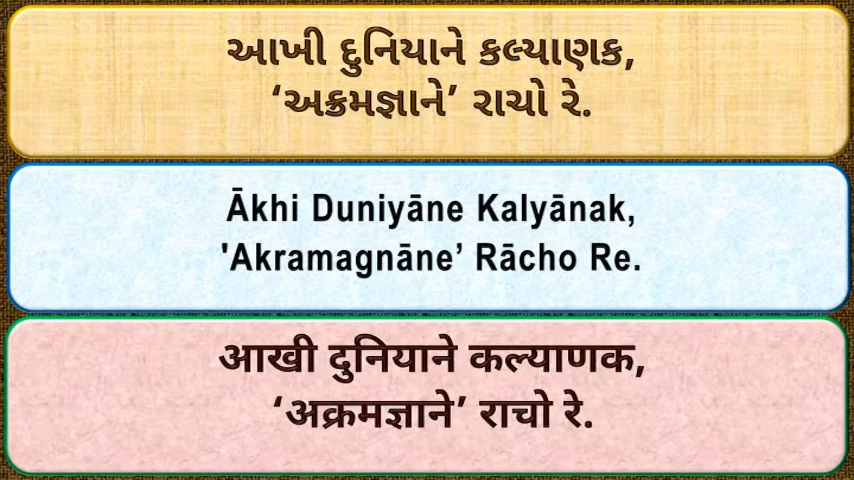 આખી દુનિયાને કલ્યાણક,
‘અક્રમજ્ઞાને’ રાચો રે.
Ākhi Duniyāne Kalyānak,
'Akramagnāne’ Rācho Re.
आखी दुनियाने कल्याणक,
‘अक्रमज्ञाने’ राचो रे.